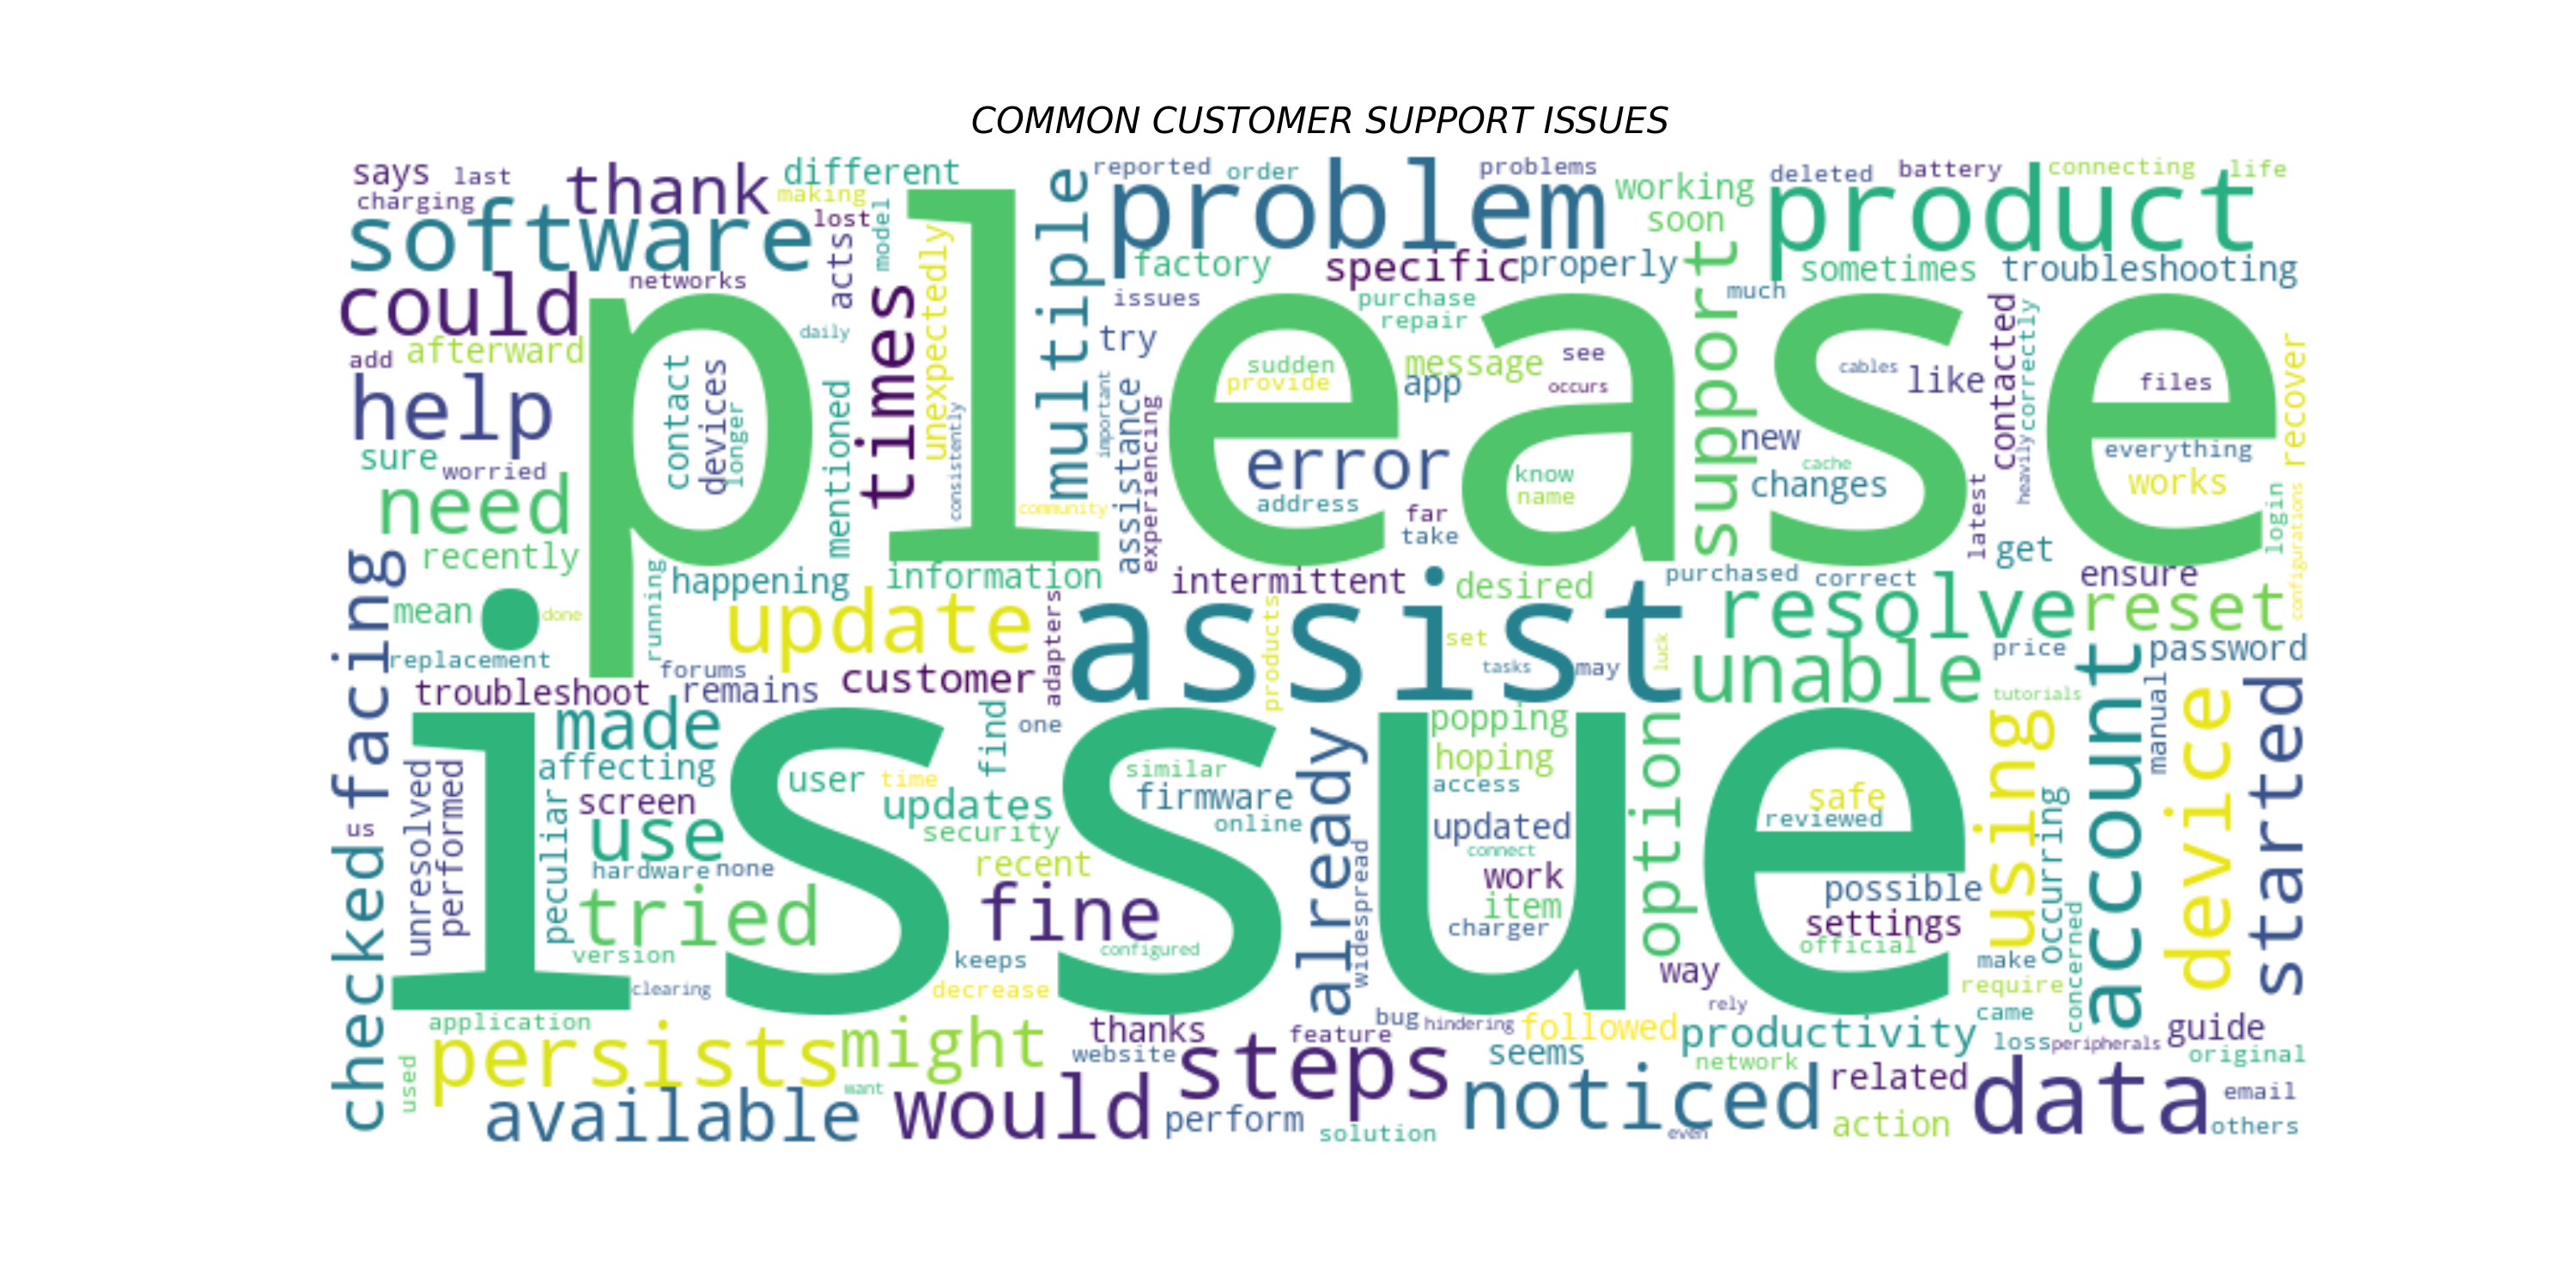 COMMON CUSTOMER SUPPORT ISSUES
says last thank different reported order problems deleted battery connecting life
charging making working
software lost model multiple problem soon product
could networks acts unexpectedly factory specific properly support sometimes troubleshooting
issues purchase much
afterward daily times try repair contacted correctly recover
add please
help contact devices longer mentioned consistently important assistance experiencing sudden message see cables like files
provide app occurs
sure worried error new everything
need know cache changes works
community address name latest heavily login configurations
recently far take get
facing running happening information intermittent desired purchased correct ensure
mean done update adapters assist products set luck resolve reset
replacement forums tasks may unable price password
troubleshoot remains customer tutorials
made find one popping option using account manual device started
issue
affecting user time similar hoping
unresolved performed peculiar screen updates firmware already access safe
us use security online updated reviewed occurring
checked hardware none recent widespread connect
tried fine work possible
item settings
version configured charger official
keeps way make concerned
clearing decrease rely require
application thanks feature bug hindering followed productivity came loss peripherals guide
used persists might website steps seems network original
want related data email
available would perform solution noticed even action others